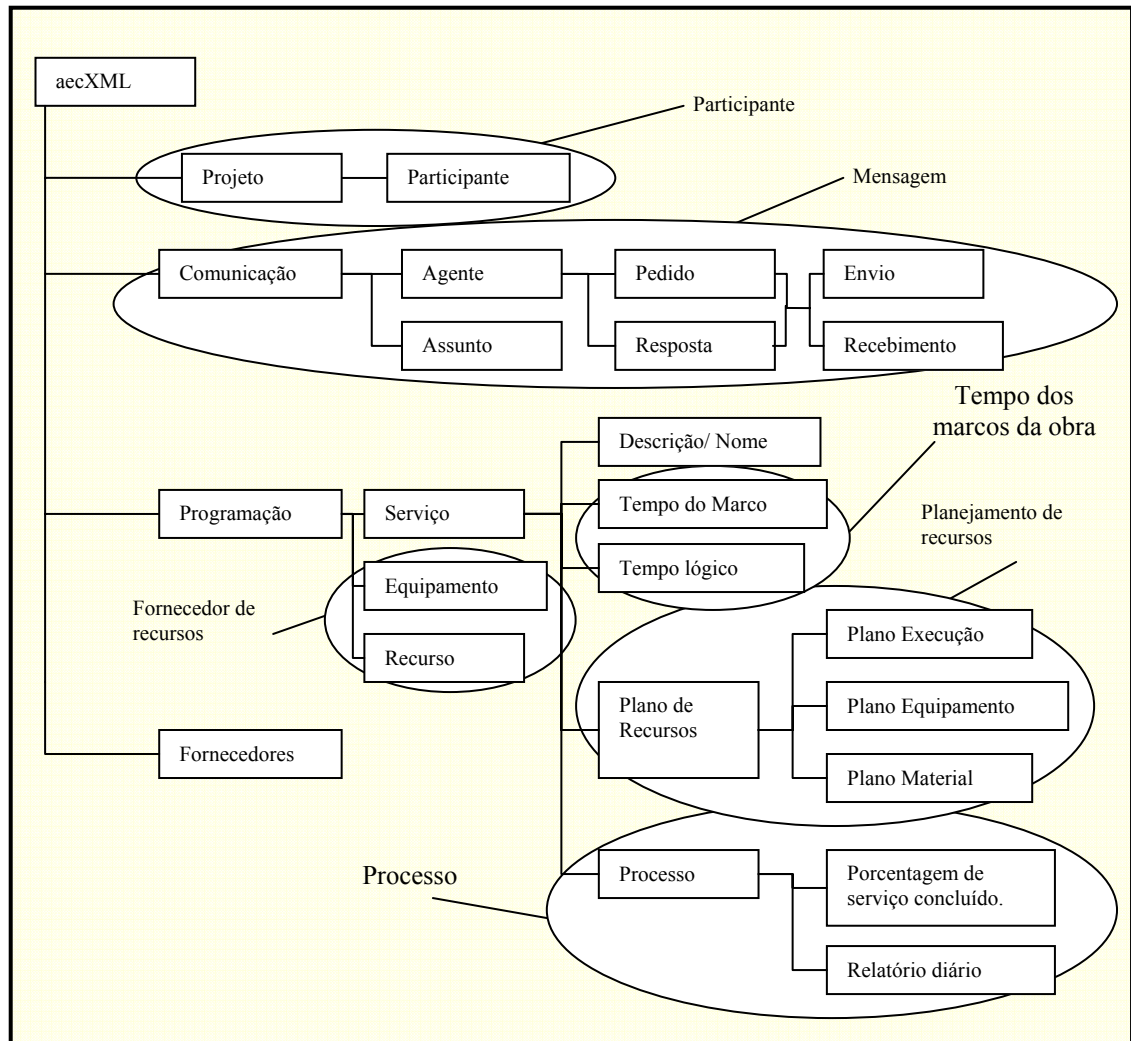 aecXML
Participante
Projeto
Participante
Mensagem
Comunicação
Agente
Pedido
Envio
Assunto
Resposta
Recebimento
Tempo dos
marcos da obra
Descrição/ Nome
Programação
Serviço
Tempo do Marco
Planejamento de
recursos
Tempo lógico
Equipamento
Fornecedor de
recursos
Recurso
Plano Execução
Plano de
Recursos
Plano Equipamento
Fornecedores
Plano Material
Processo
Processo
Porcentagem de
serviço concluído.
Relatório diário